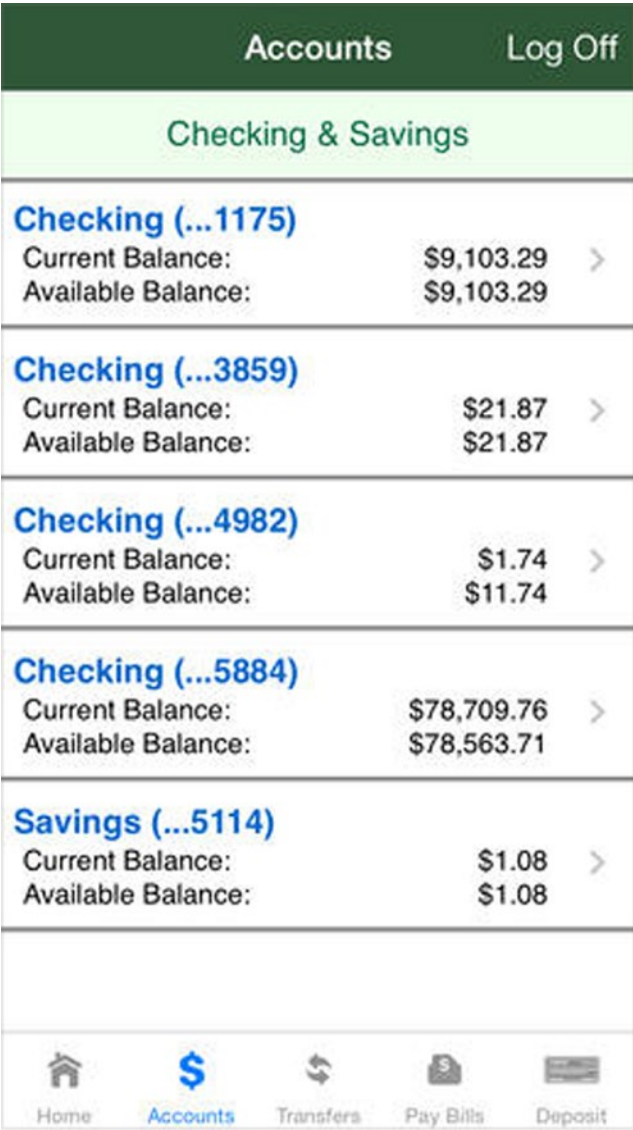 Accounts Log Off
Checking & Savings
Checking (...1175)
Current Balance: $9,103.29
Available Balance: $9,103.29
Checking (...3859)
Current Balance: $21.87
Available Balance: $21.87
Checking (...4982)
Current Balance: $1.74
Available Balance: $11.74
Checking (...5884)
Current Balance: $78,709.76
Available Balance: $78,563.71
Savings (...5114)
Current Balance: $1.08
Available Balance: $1.08
Home Accounts Transfers Pay Bills Deposit